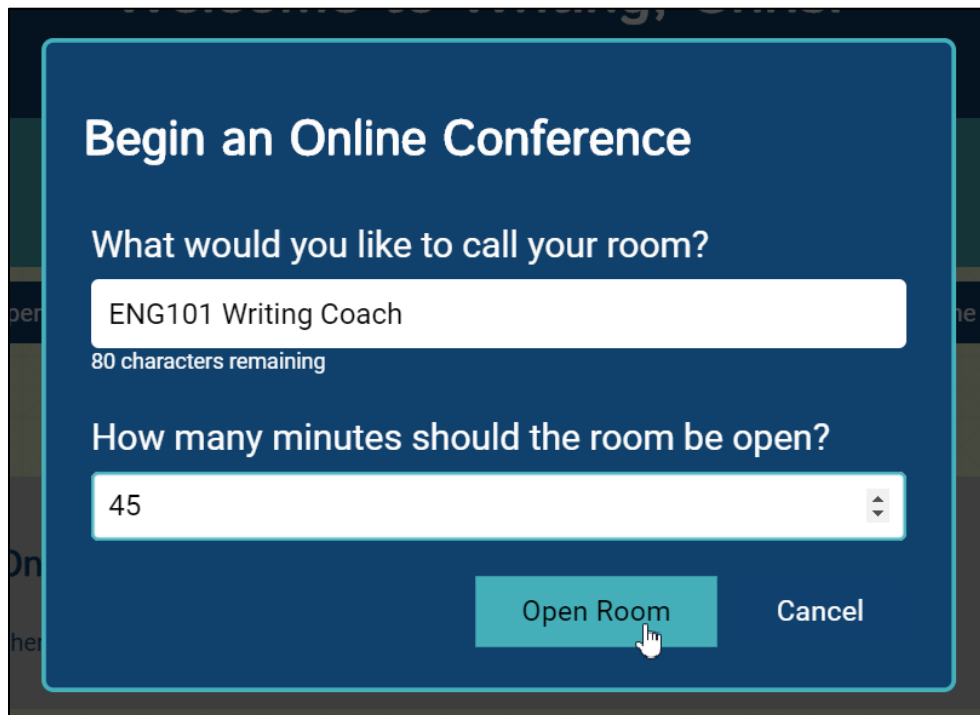 Begin an Online Conference
What would you like to call your room?
ENG101 Writing Coach
80 characters remaining
How many minutes should the room be open?
45
Open Room
Cancel